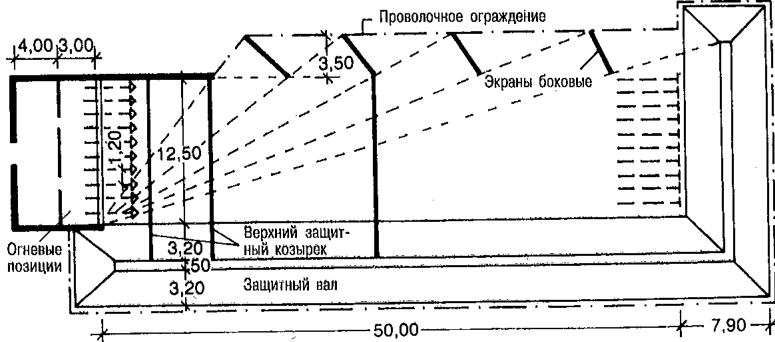 Проволочное ограждение
4,00
3,00
3,50
Экраны боковые
1,20
12,50
Огневые
позиции
Верхний защит-
ный козырек
3,20
50
3,20
Защитный вал
50,00
7,90